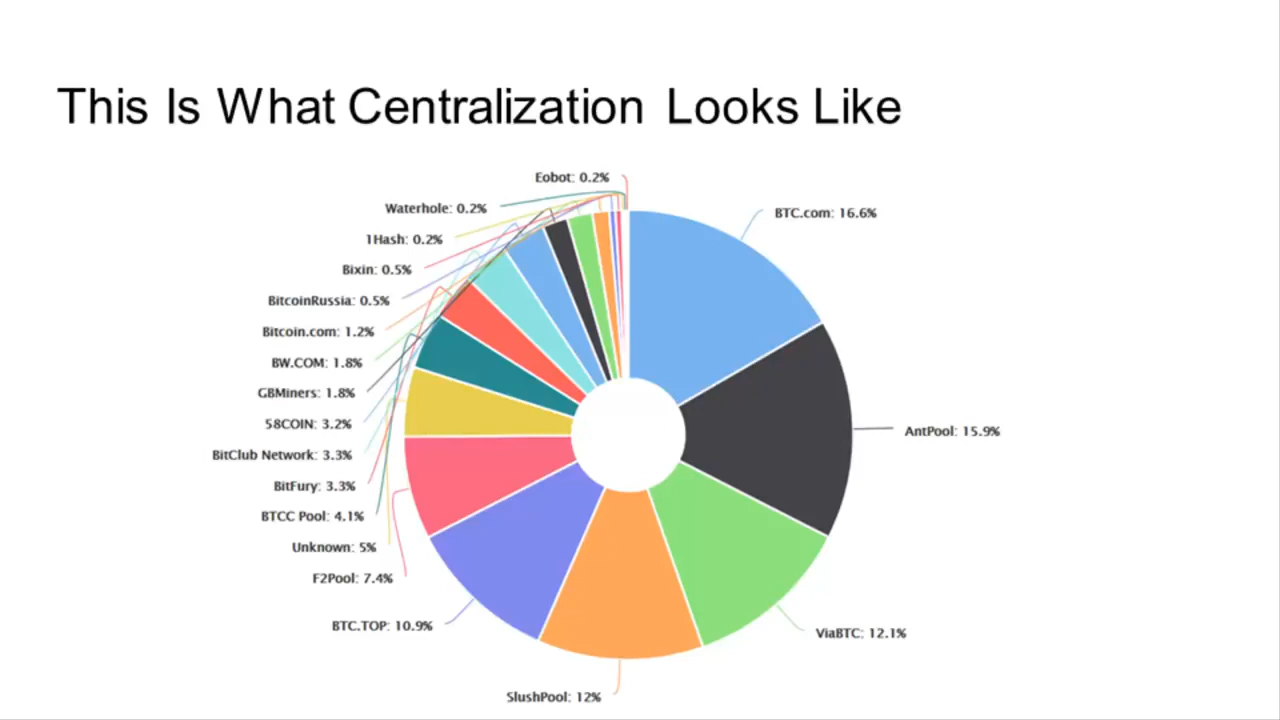 This Is What Centralization Looks Like
Eobot: 0.2%
Waterhole: 0.2%
BTC.com: 16.6%
1Hash: 0.2%
Bixin: 0.5%
BitcoinRussia: 0.5%
Bitcoin.com: 1.2%
BW.COM: 1.8%
GBMiners: 1.8%
58COIN: 3.2%
AntPool: 15.9%
BitClub Network: 3.3%
BitFury: 3.3%
BTCC Pool: 4.1%
Unknown: 5%
F2Pool: 7.4%
BTC.TOP: 10.9%
ViaBTC: 12.1%
SlushPool: 12%